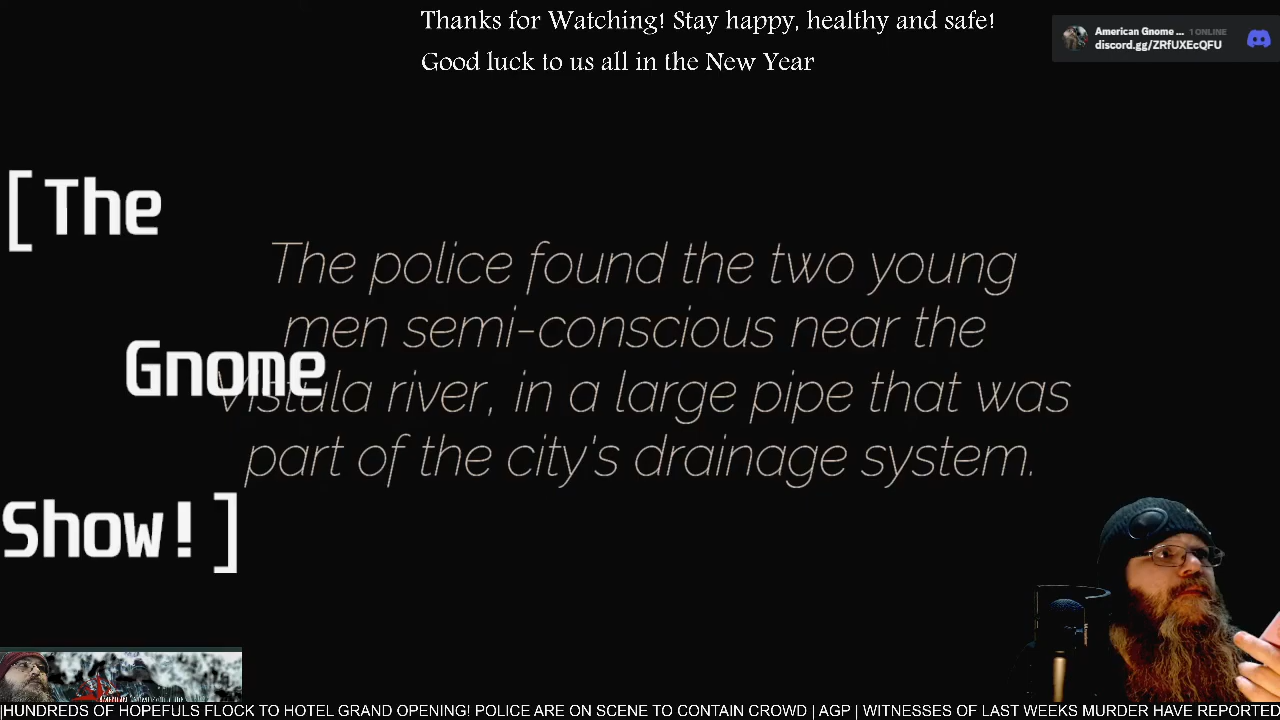 Thanks for Watching! Stay happy, healthy and safe!
Good luck to us all in the New Year
American Gnome ... 1 ONLINE
discord.gg/ZRfUXEcQFU
[The
Gnome
Show!]
The police found the two young
men semi-conscious near the
Vistula river, in a large pipe that was
part of the city's drainage system.
|HUNDREDS OF HOPEFULS FLOCK TO HOTEL GRAND OPENING! POLICE ARE ON SCENE TO CONTAIN CROWD | AGP | WITNESSES OF LAST WEEKS MURDER HAVE REPORTED